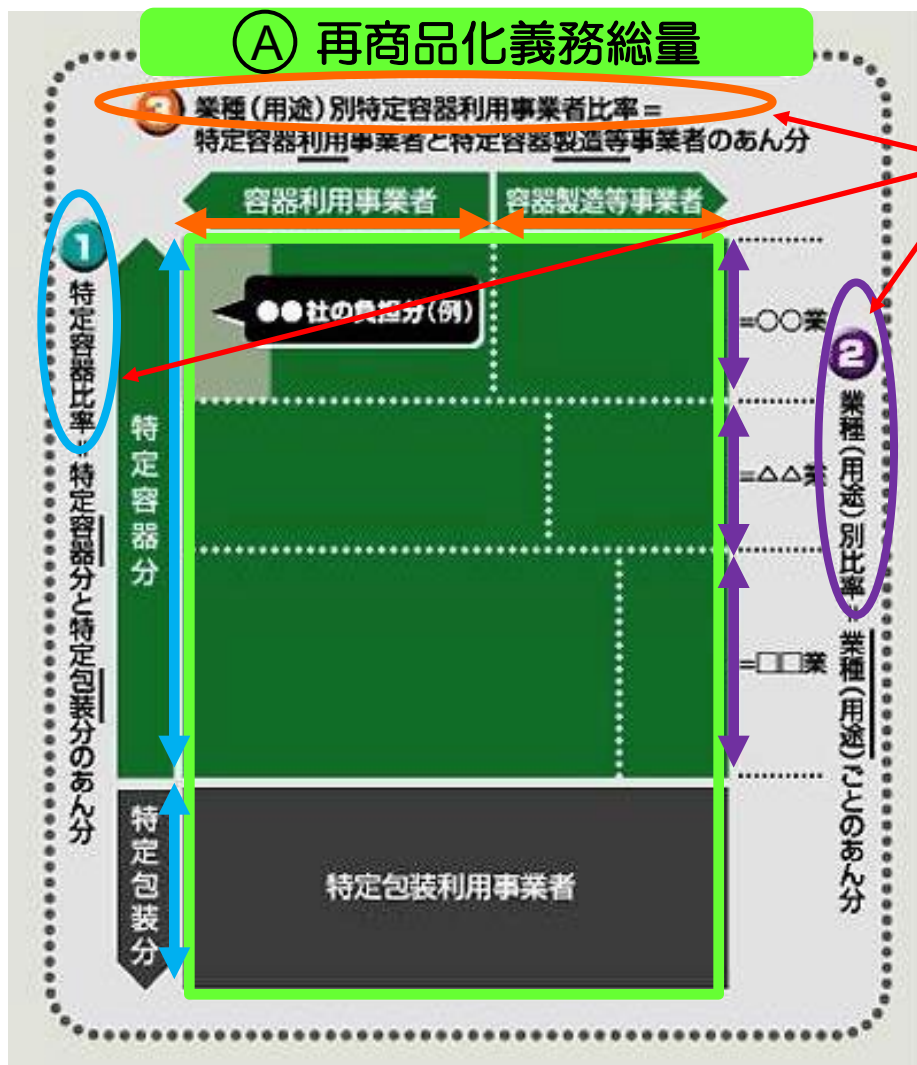 Ⓐ 再商品化義務総量
3 業種(用途)別特定容器利用事業者比率=
特定容器利用事業者と特定容器製造等事業者のあん分
容器利用事業者
容器製造等事業者
1 特定容器比率=特定容器分と特定包装分のあん分
特定容器分
●●社の負担分(例)
=○○業
=△△業
=□□業
2 業種(用途)別比率=業種(用途)ごとのあん分
特定包装分
特定包装利用事業者